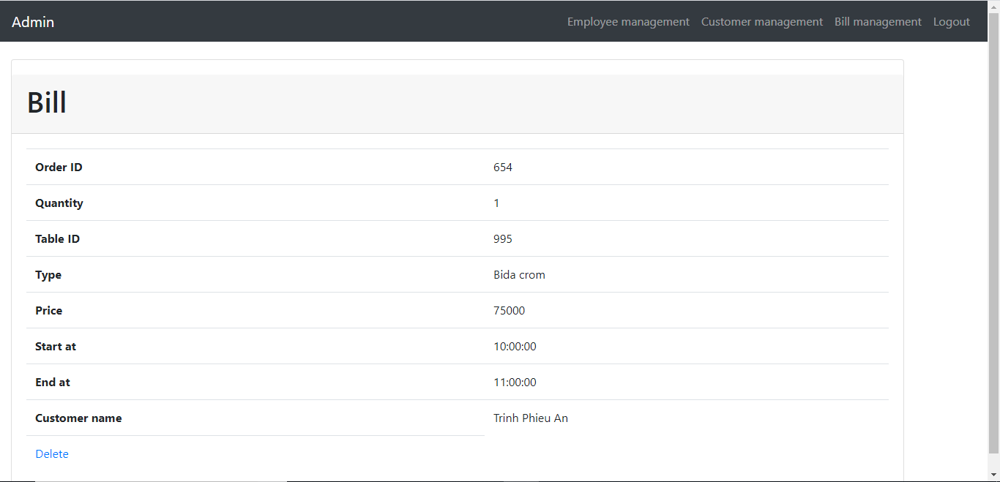 Admin Employee management Customer management Bill management Logout
Bill
Order ID 654
Quantity 1
Table ID 995
Type Bida crom
Price 75000
Start at 10:00:00
End at 11:00:00
Customer name Trinh Phieu An
Delete